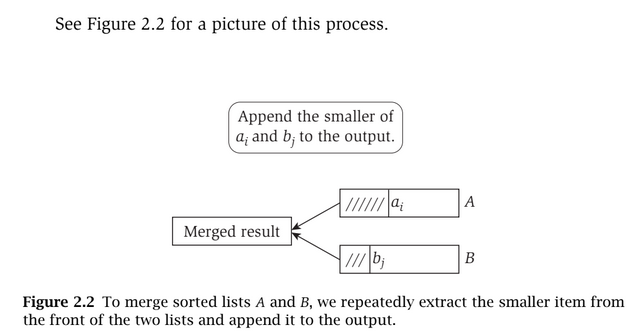 See Figure 2.2 for a picture of this process.
Append the smaller of
a_i and b_j to the output.
////// a_i A
Merged result
/// b_j B
Figure 2.2 To merge sorted lists A and B, we repeatedly extract the smaller item from
the front of the two lists and append it to the output.